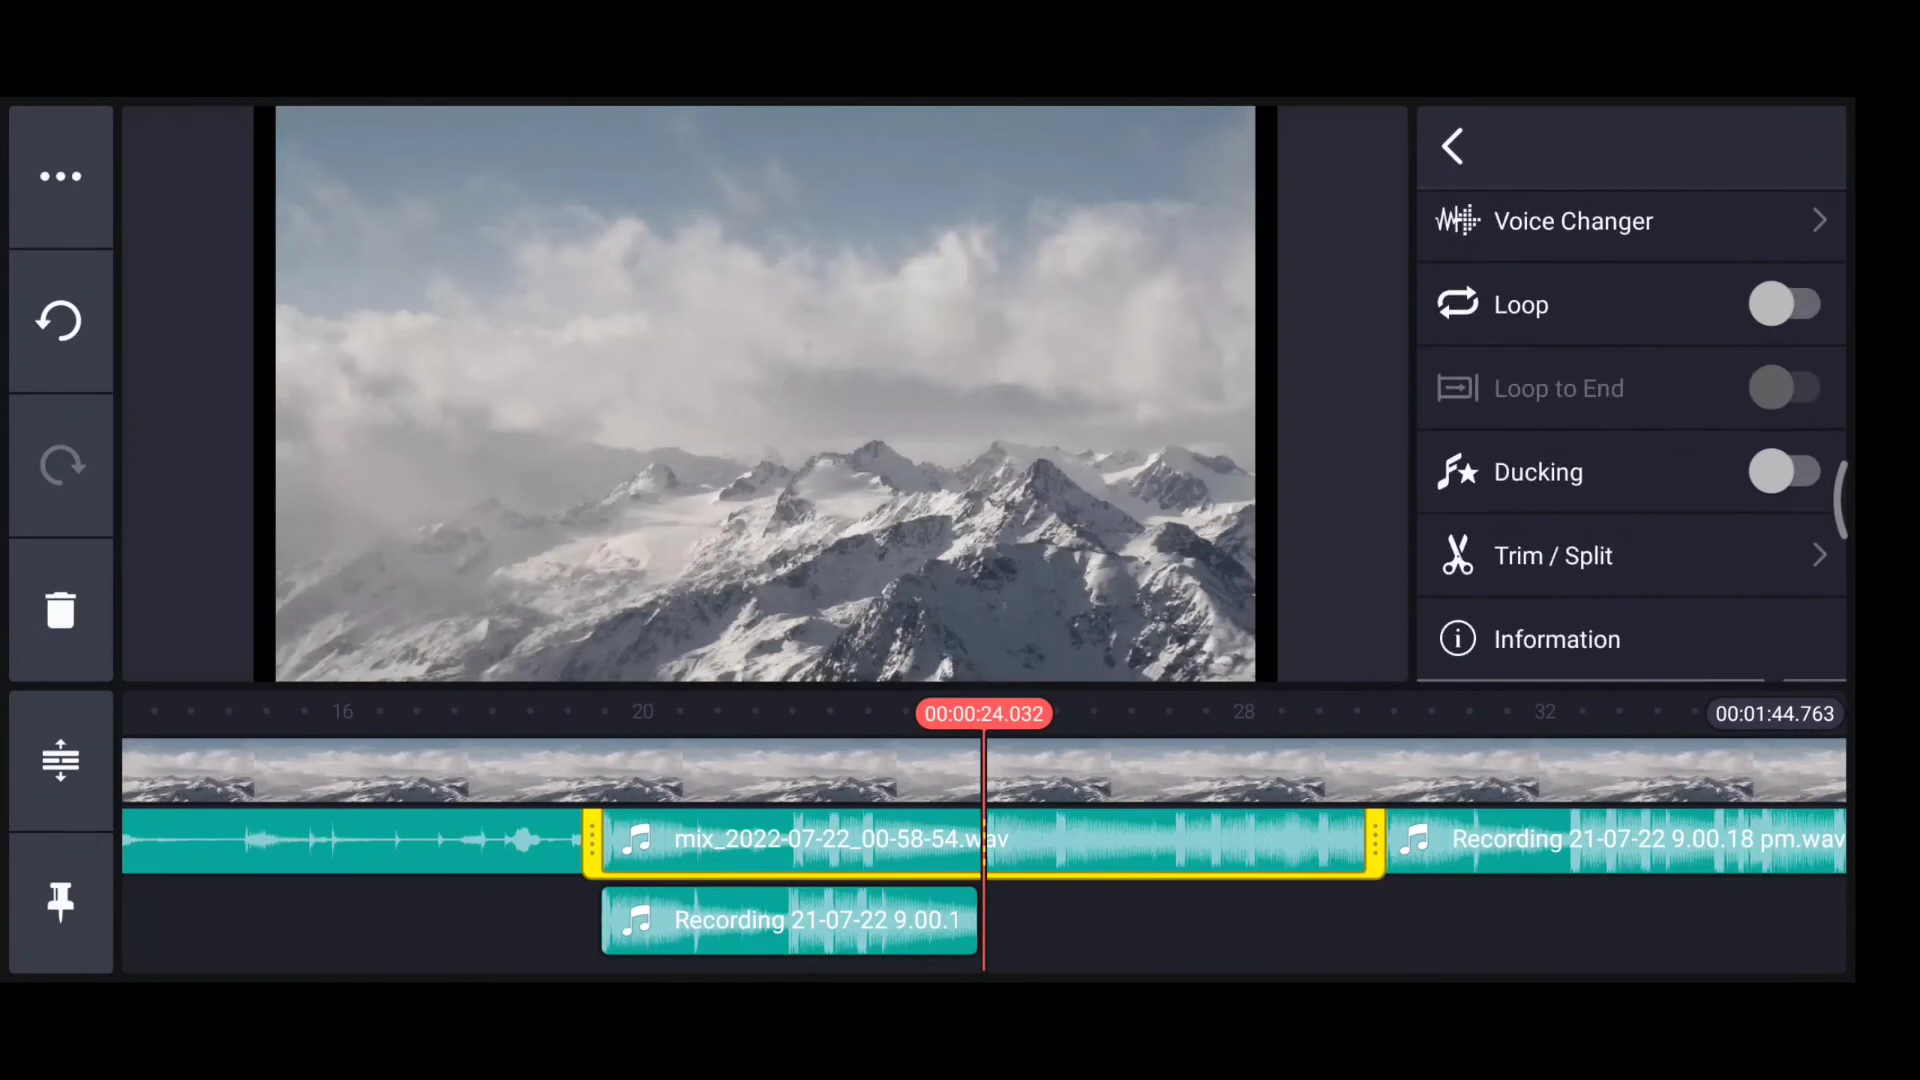 Voice Changer
Loop
Loop to End
Ducking
Trim / Split
Information
16
20
00:00:24.032
28
32
00:01:44.763
mix_2022-07-22_00-58-54.wav
Recording 21-07-22 9.00.18 pm.wav
Recording 21-07-22 9.00.1